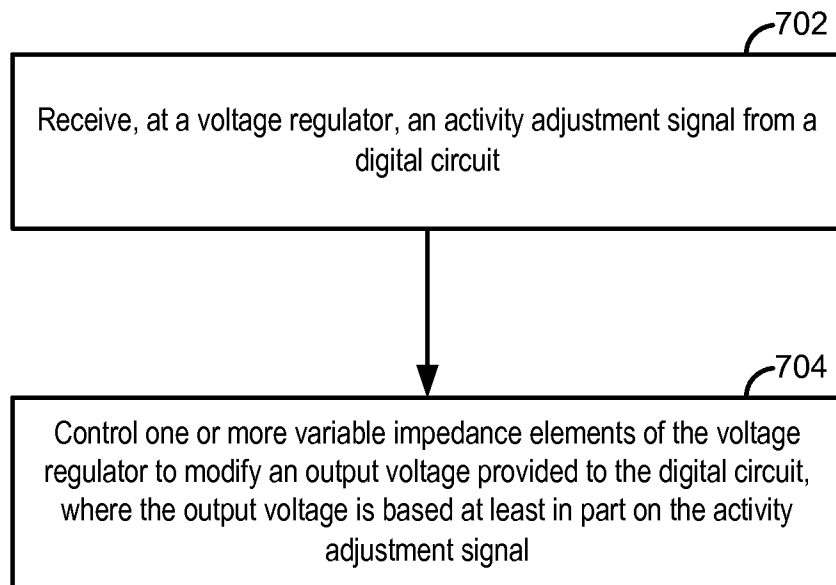 702
Receive, at a voltage regulator, an activity adjustment signal from a
digital circuit
704
Control one or more variable impedance elements of the voltage
regulator to modify an output voltage provided to the digital circuit,
where the output voltage is based at least in part on the activity
adjustment signal